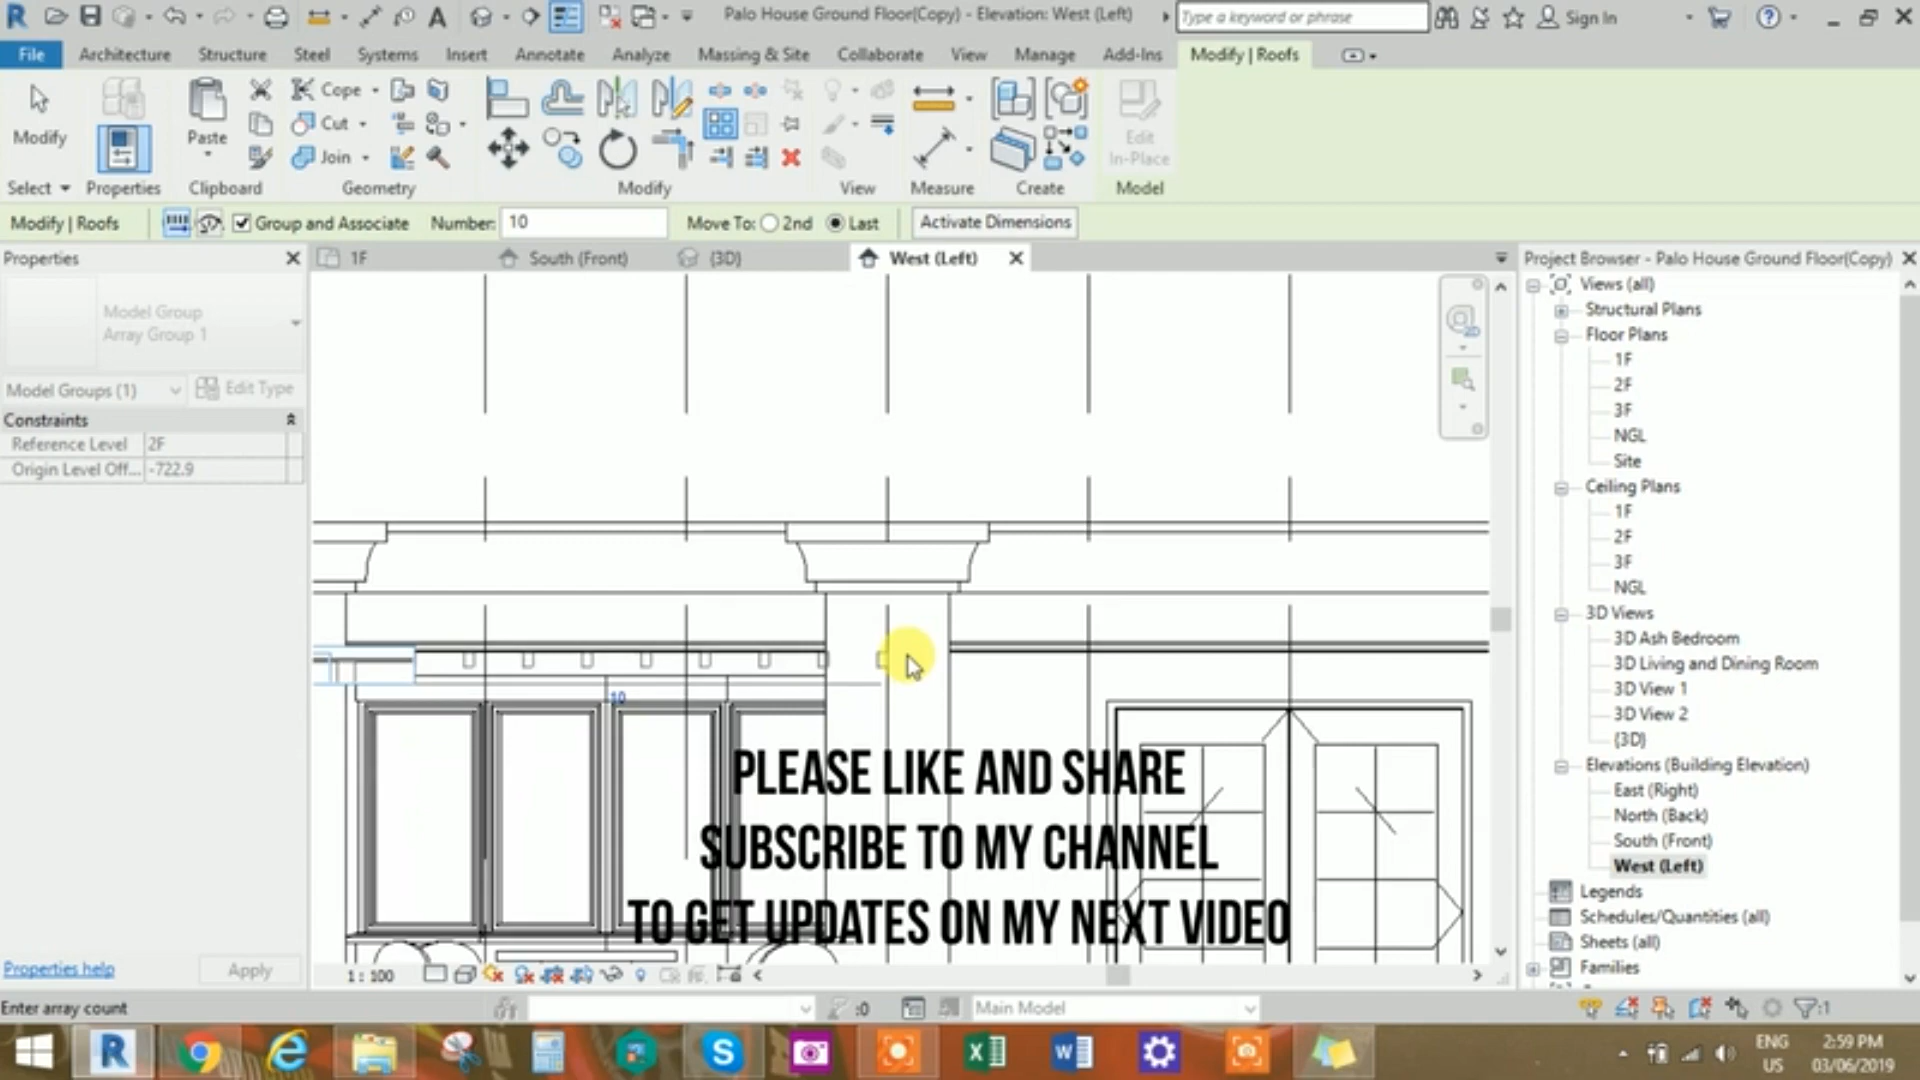 Palo House Ground Floor(Copy) - Elevation: West (Left)
Type a keyword or phrase
Sign In
File Architecture Structure Steel Systems Insert Annotate Analyze Massing & Site Collaborate View Manage Add-Ins Modify | Roofs
Modify
Paste
Cope
Cut
Join
Edit
In-Place
Select Properties Clipboard Geometry Modify View Measure Create Model
Modify | Roofs Group and Associate Number: 10 Move To: 2nd Last Activate Dimensions
Properties
1F South (Front) {3D} West (Left)
Project Browser - Palo House Ground Floor(Copy)
Model Group
Array Group 1
Model Groups (1) Edit Type
Constraints
Reference Level 2F
Origin Level Off... -722.9
Properties help Apply
2D
10
PLEASE LIKE AND SHARE
SUBSCRIBE TO MY CHANNEL
TO GET UPDATES ON MY NEXT VIDEO
1 : 100
Views (all)
Structural Plans
Floor Plans
1F
2F
3F
NGL
Site
Ceiling Plans
1F
2F
3F
NGL
3D Views
3D Ash Bedroom
3D Living and Dining Room
3D View 1
3D View 2
{3D}
Elevations (Building Elevation)
East (Right)
North (Back)
South (Front)
West (Left)
Legends
Schedules/Quantities (all)
Sheets (all)
Families
Enter array count
:0
Main Model
:1
ENG
US
2:59 PM
03/06/2019